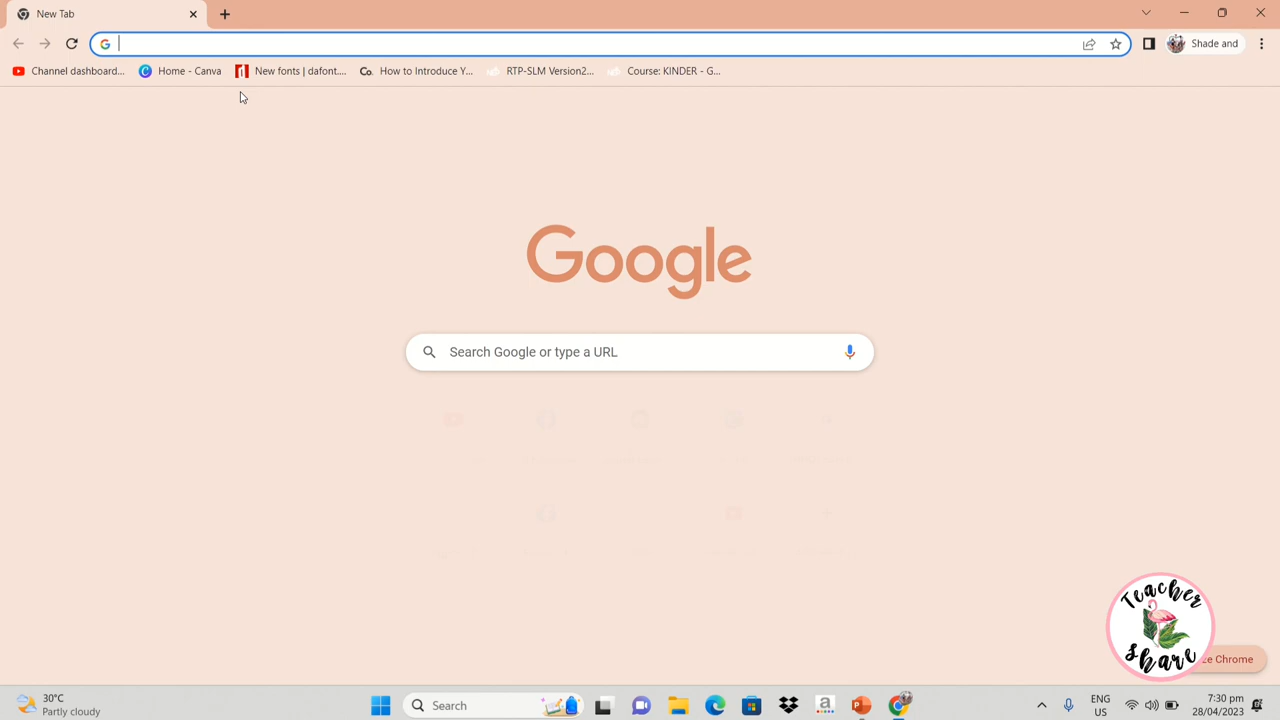 New Tab
Shade and
Channel dashboard...
Home - Canva
New fonts | dafont....
Co.
How to Introduce Y...
RTP-SLM Version2...
Course: KINDER - G...
Google
Search Google or type a URL
Teacher
Share
ze Chrome
30°C
Partly cloudy
Search
a
ENG
US
7:30 pm
28/04/2023